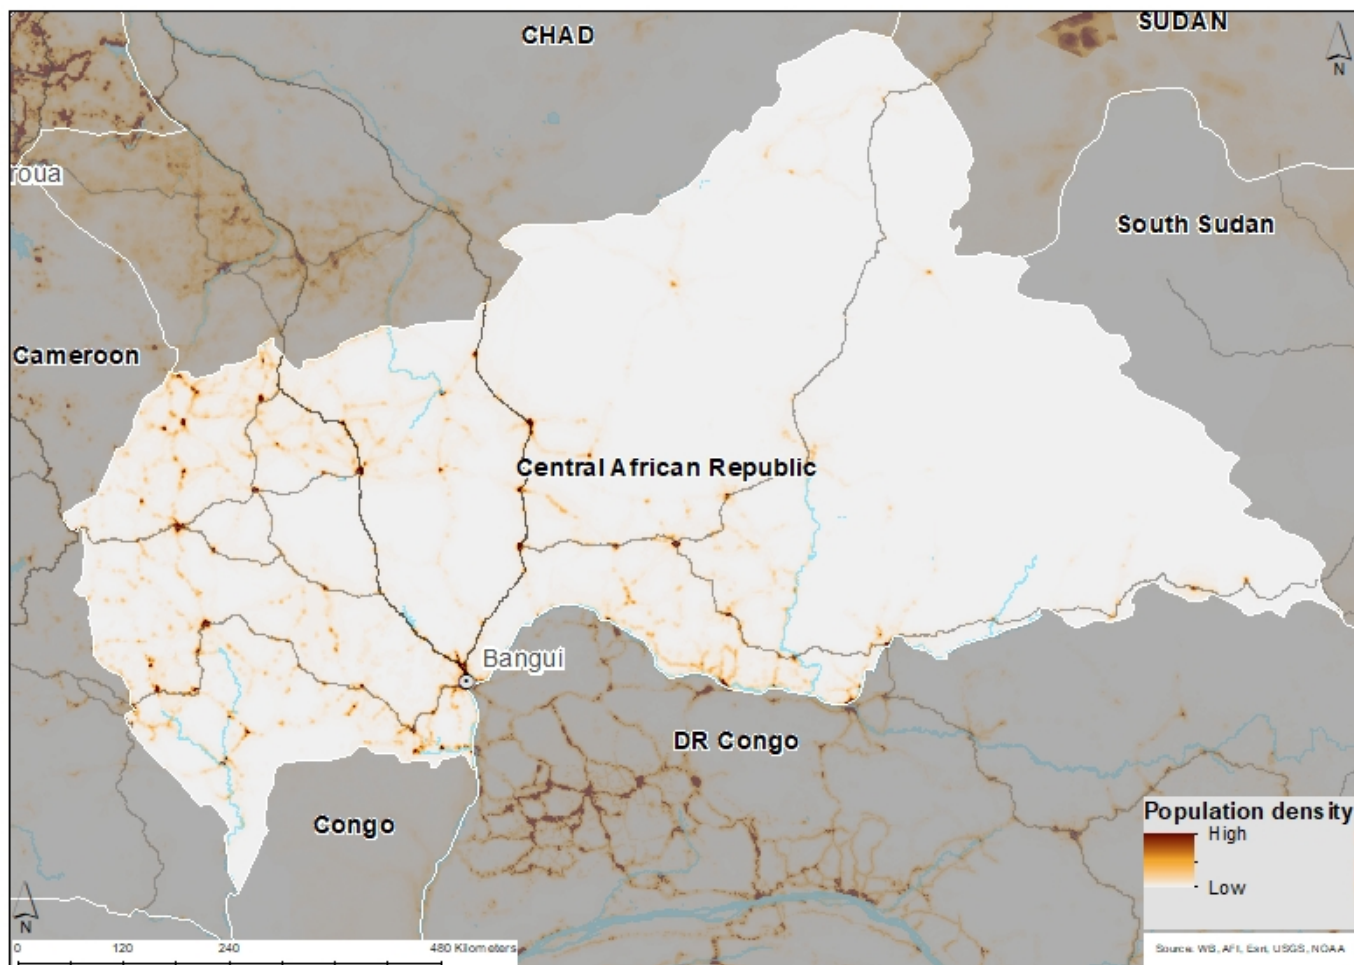 CHAD
SUDAN
N
roua
South Sudan
Cameroon
Central African Republic
Bangui
DR Congo
Congo
Population density
High
Low
N
0 120 240 480 Kilometers
Source: WB, AFI, Esri, USGS, NOAA